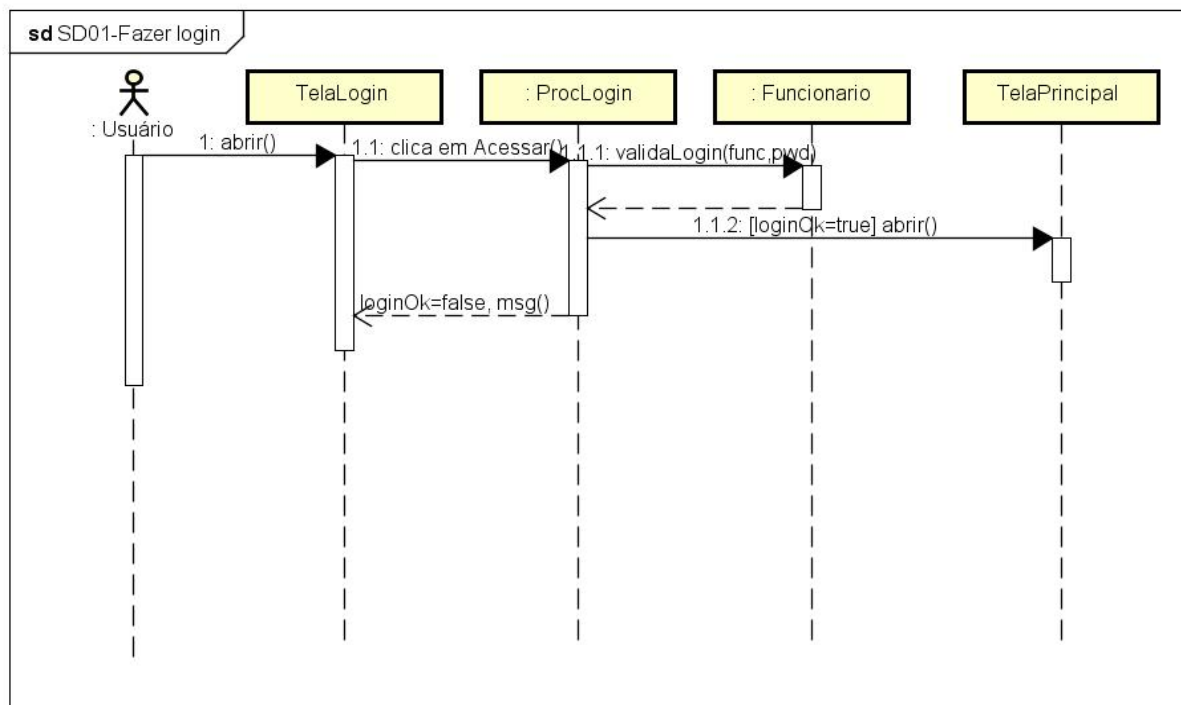 sd SD01-Fazer login
: Usuário
TelaLogin
: ProcLogin
: Funcionario
TelaPrincipal
1: abrir()
1.1: clica em Acessar()
1.1.1: validaLogin(func,pwd)
1.1.2: [loginOk=true] abrir()
loginOk=false, msg()